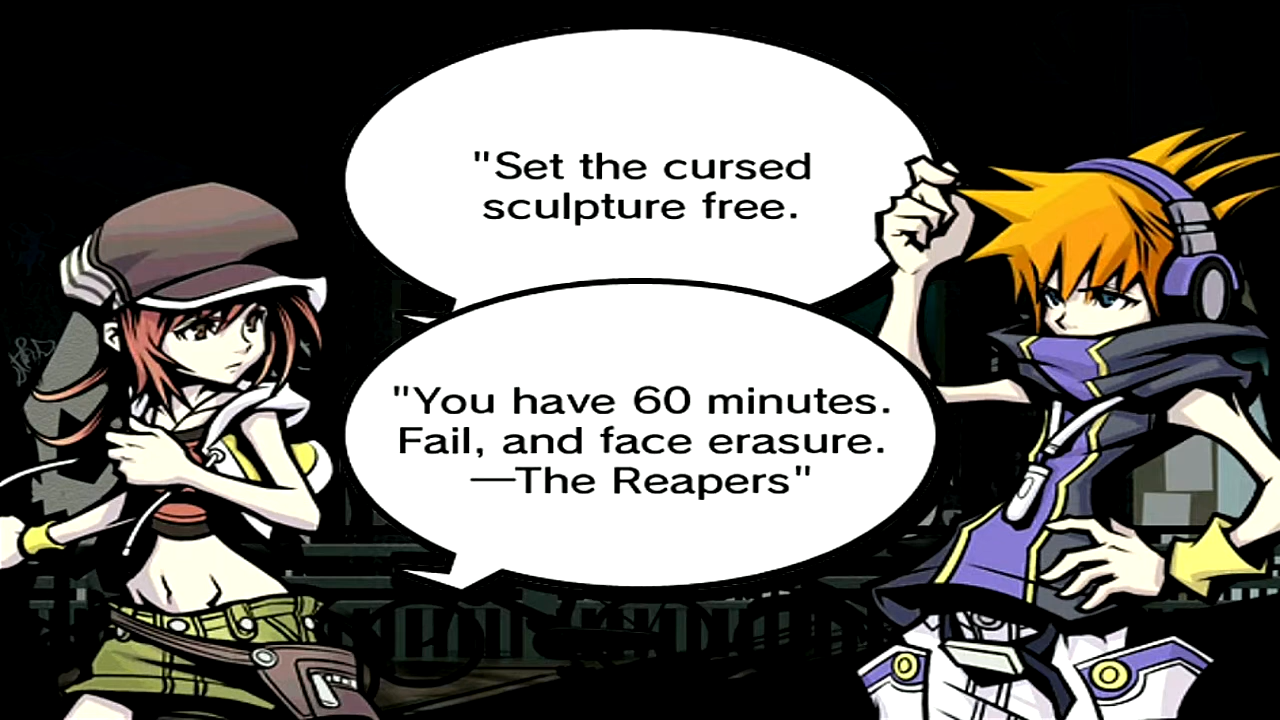 "Set the cursed
sculpture free.
"You have 60 minutes.
Fail, and face erasure.
—The Reapers"